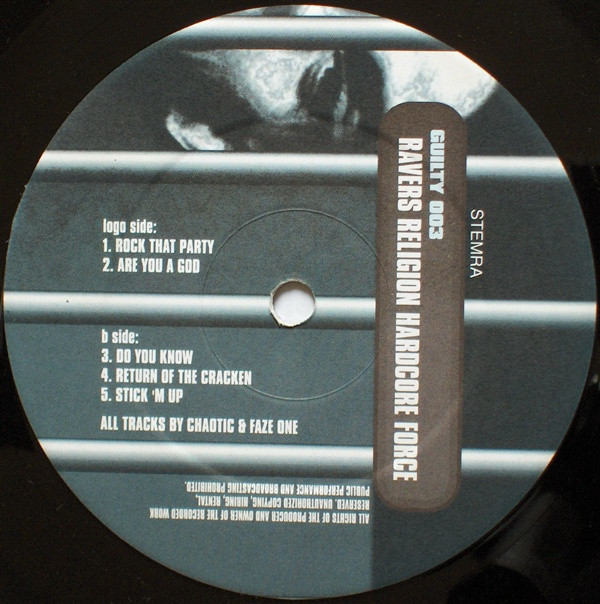 GUILTY 003
RAVERS RELIGION HARDCORE FORCE
STEMRA
logo side:
1. ROCK THAT PARTY
2. ARE YOU A GOD
b side:
3. DO YOU KNOW
4. RETURN OF THE CRACKEN
5. STICK 'M UP
ALL TRACKS BY CHAOTIC & FAZE ONE
ALL RIGHTS OF THE PRODUCER AND OWNER OF THE RECORDED WORK
RESERVED. UNAUTHORIZED COPYING, HIRING, RENTAL,
PUBLIC PERFORMANCE AND BROADCASTING PROHIBITED.